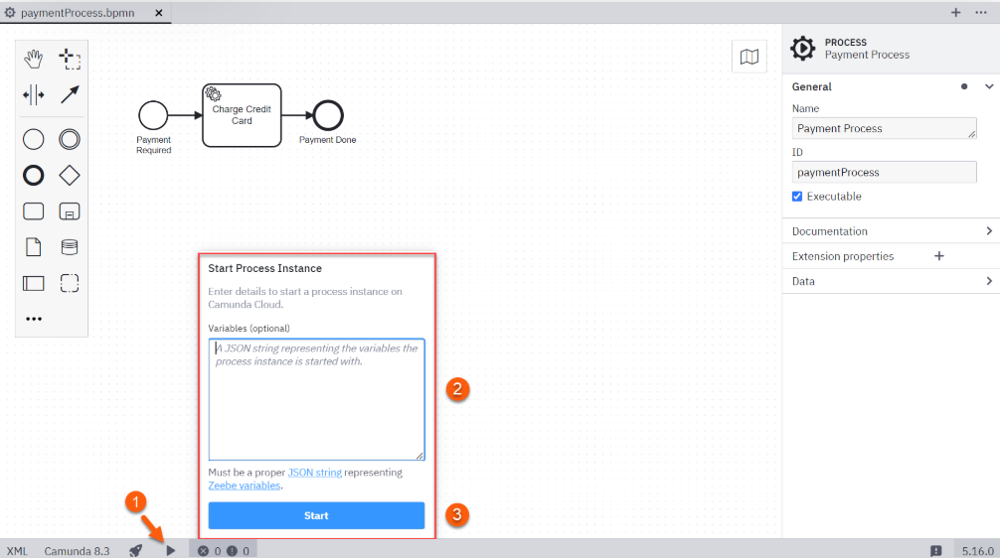 paymentProcess.bpmn
PROCESS
Payment Process
General
Name
Payment Process
ID
paymentProcess
Executable
Documentation
Extension properties
Data
Charge Credit
Card
Payment
Required
Payment Done
Start Process Instance
Enter details to start a process instance on
Camunda Cloud.
Variables (optional)
A JSON string representing the variables the
process instance is started with.
2
Must be a proper JSON string representing
Zeebe variables.
1
Start
3
XML Camunda 8.3 0 0 5.16.0